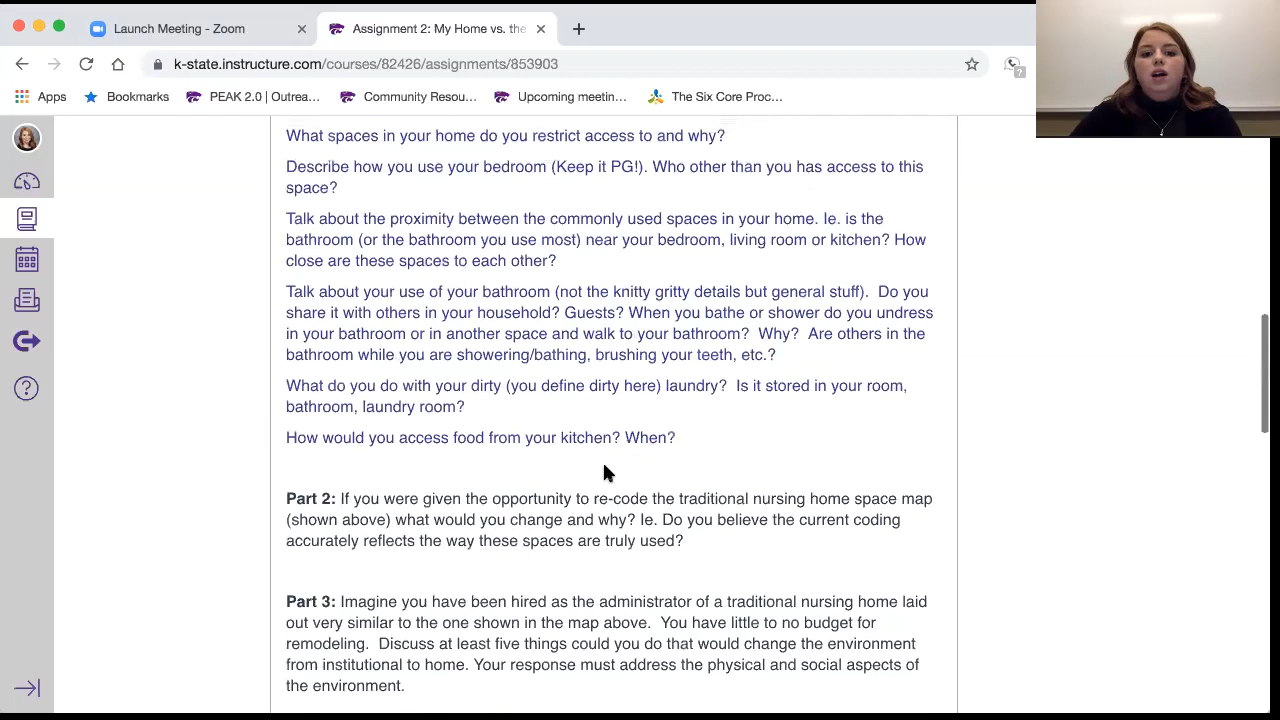 Launch Meeting - Zoom
Assignment 2: My Home vs. the
k-state.instructure.com/courses/82426/assignments/853903
Apps
Bookmarks
PEAK 2.0 | Outrea...
Community Resou...
Upcoming meetin...
The Six Core Proc...
What spaces in your home do you restrict access to and why?
Describe how you use your bedroom (Keep it PG!). Who other than you has access to this
space?
Talk about the proximity between the commonly used spaces in your home. Ie. is the
bathroom (or the bathroom you use most) near your bedroom, living room or kitchen? How
close are these spaces to each other?
Talk about your use of your bathroom (not the knitty gritty details but general stuff). Do you
share it with others in your household? Guests? When you bathe or shower do you undress
in your bathroom or in another space and walk to your bathroom? Why? Are others in the
bathroom while you are showering/bathing, brushing your teeth, etc.?
What do you do with your dirty (you define dirty here) laundry? Is it stored in your room,
bathroom, laundry room?
How would you access food from your kitchen? When?
Part 2: If you were given the opportunity to re-code the traditional nursing home space map
(shown above) what would you change and why? Ie. Do you believe the current coding
accurately reflects the way these spaces are truly used?
Part 3: Imagine you have been hired as the administrator of a traditional nursing home laid
out very similar to the one shown in the map above. You have little to no budget for
remodeling. Discuss at least five things could you do that would change the environment
from institutional to home. Your response must address the physical and social aspects of
the environment.